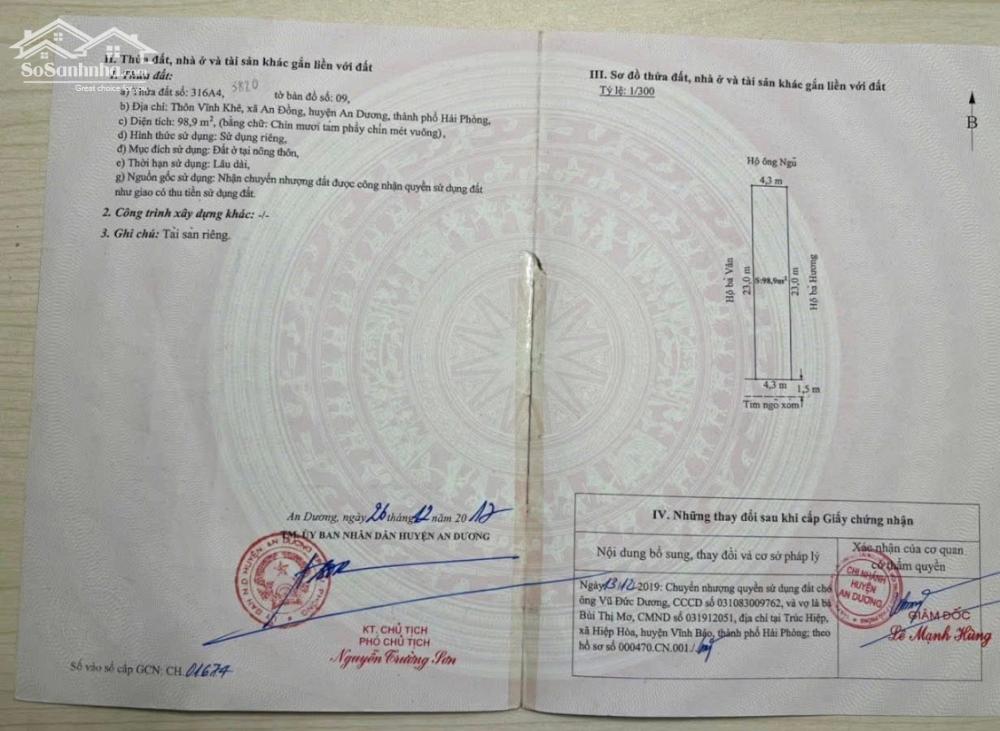 SoSanhnha
Great choice for you
II. Thửa đất, nhà ở và tài sản khác gắn liền với đất
1. Thửa đất:
a) Thửa đất số: 316A4, 3820 tờ bản đồ số: 09,
b) Địa chỉ: Thôn Vĩnh Khê, xã An Đồng, huyện An Dương, thành phố Hải Phòng,
c) Diện tích: 98,9 m², (bằng chữ: Chín mươi tám phẩy chín mét vuông),
d) Hình thức sử dụng: Sử dụng riêng,
đ) Mục đích sử dụng: Đất ở tại nông thôn,
e) Thời hạn sử dụng: Lâu dài,
g) Nguồn gốc sử dụng: Nhận chuyển nhượng đất được công nhận quyền sử dụng đất
như giao có thu tiền sử dụng đất.
2. Công trình xây dựng khác: -/-
3. Ghi chú: Tài sản riêng.
An Dương, ngày 26 tháng 12 năm 2017
TM. ỦY BAN NHÂN DÂN HUYỆN AN DƯƠNG
KT. CHỦ TỊCH
PHÓ CHỦ TỊCH
Nguyễn Trường Sơn
Số vào sổ cấp GCN: CH.01674
III. Sơ đồ thửa đất, nhà ở và tài sản khác gắn liền với đất
Tỷ lệ: 1/300
B
Hộ ông Ngũ
4,3 m
Hộ bà Vân
23,0 m
S:98,9m²
23,0 m
Hộ bà Hương
4,3 m
1,5 m
Tim ngõ xóm
IV. Những thay đổi sau khi cấp Giấy chứng nhận
Nội dung bổ sung, thay đổi và cơ sở pháp lý
Xác nhận của cơ quan
có thẩm quyền
Ngày 13/12/2019: Chuyển nhượng quyền sử dụng đất cho
ông Vũ Đức Dương, CCCD số 031083009762, và vợ là bà
Bùi Thị Mơ, CMND số 031912051, địa chỉ tại Trúc Hiệp,
xã Hiệp Hòa, huyện Vĩnh Bảo, thành phố Hải Phòng; theo
hồ sơ số 000470.CN.001./.
CHI NHÁNH
HUYỆN
AN DƯƠNG
GIÁM ĐỐC
Lê Mạnh Hùng